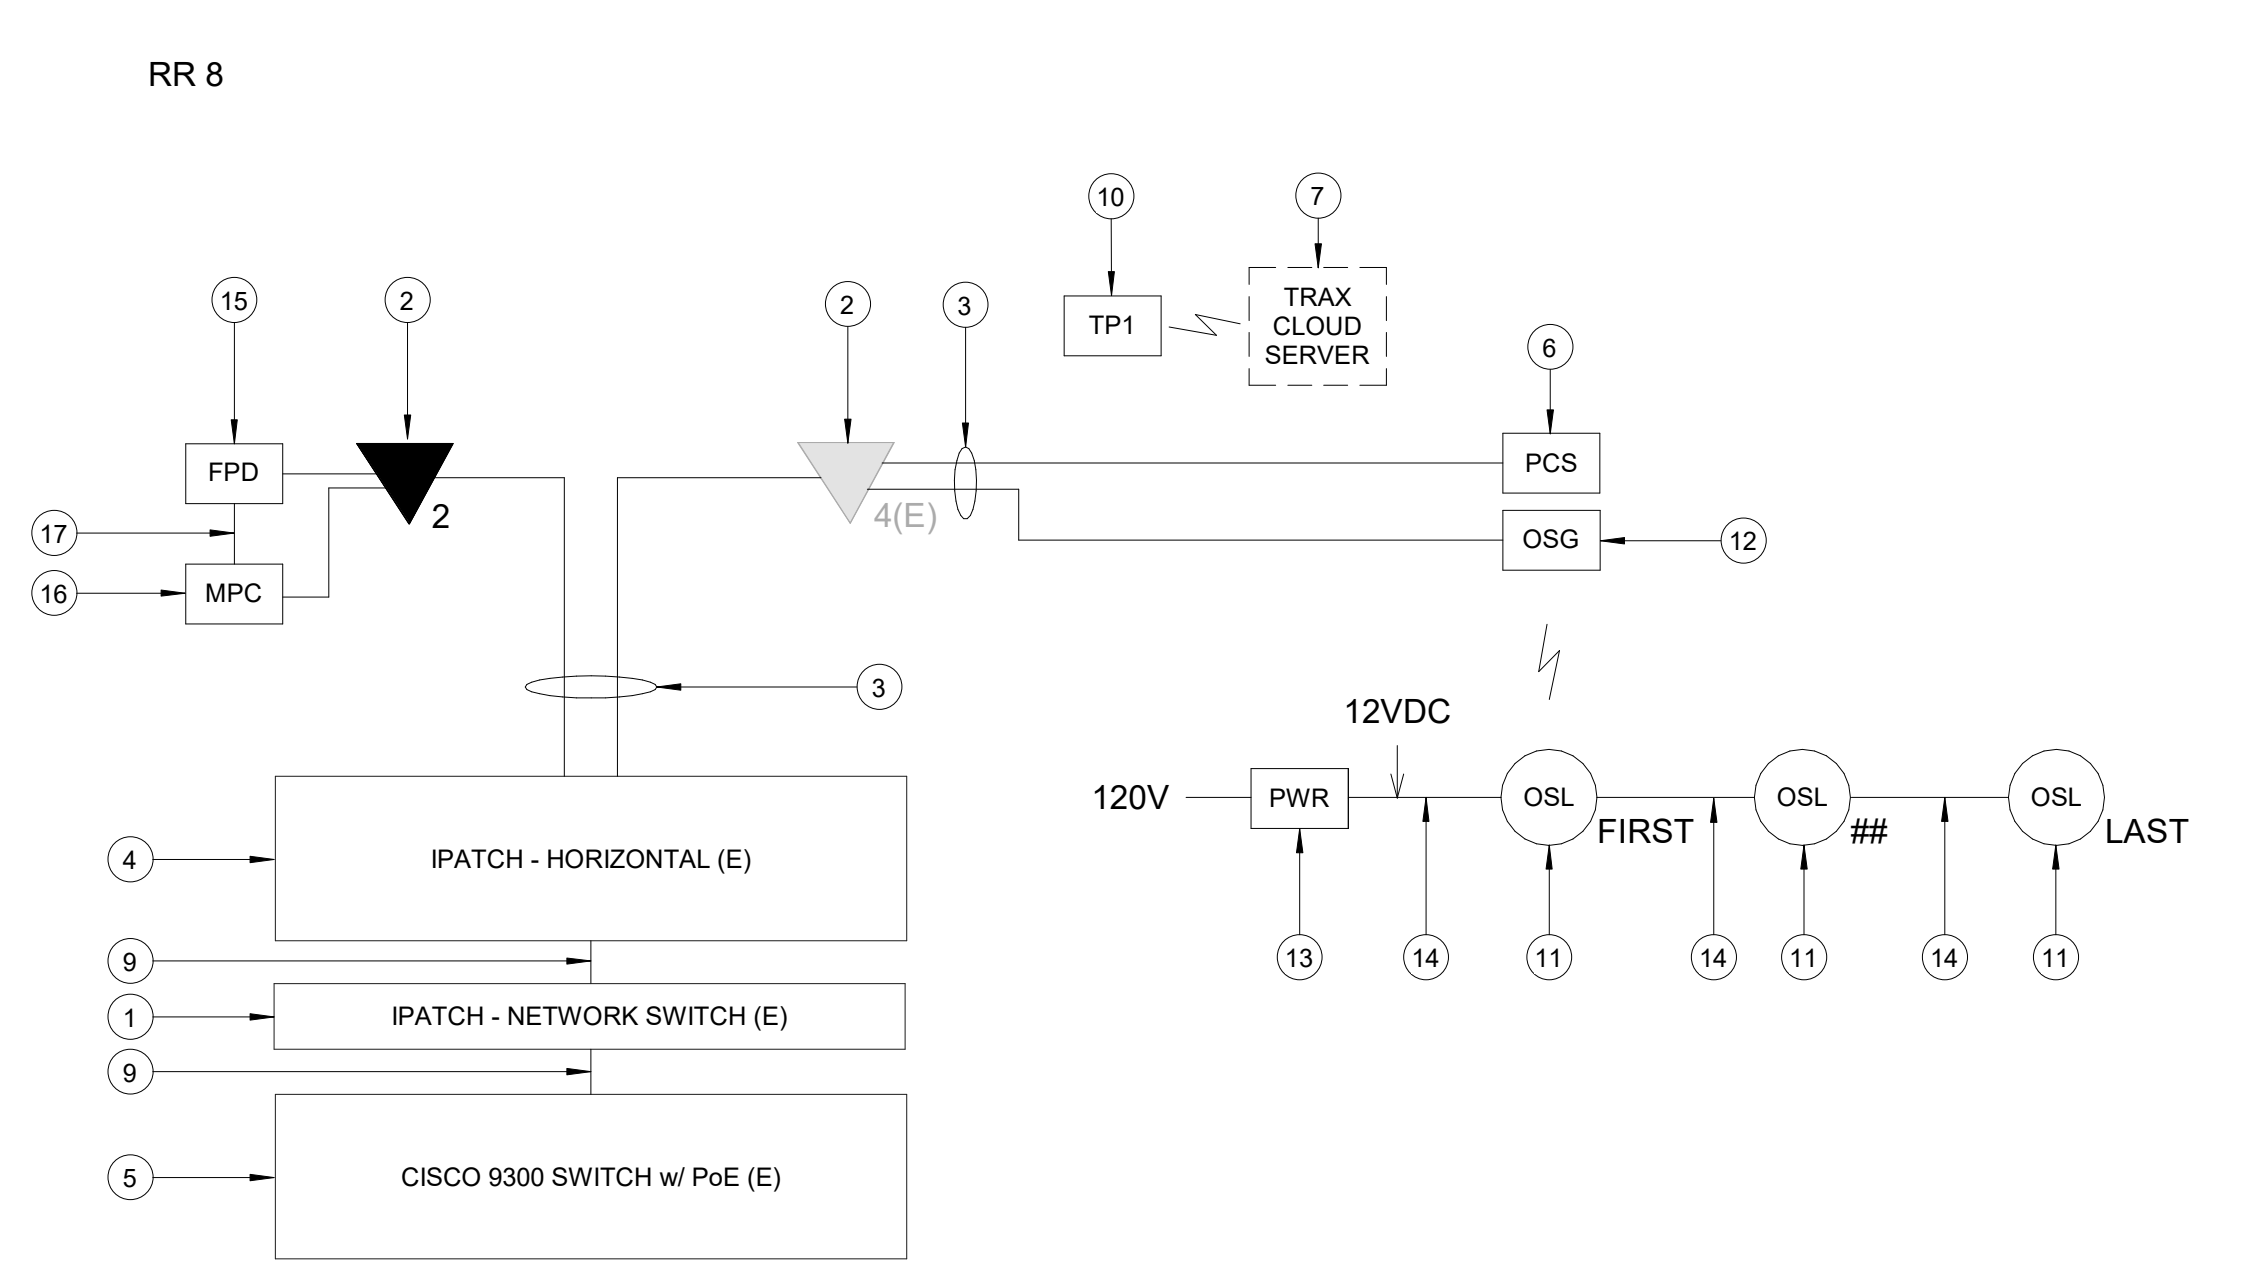 RR 8
10
7
15
2
2
3
TP1
TRAX
CLOUD
SERVER
6
FPD
PCS
2
4(E)
17
OSG
12
16
MPC
3
12VDC
120V
PWR
OSL
FIRST
OSL
##
OSL
LAST
4
IPATCH - HORIZONTAL (E)
13
14
11
14
11
14
11
9
1
IPATCH - NETWORK SWITCH (E)
9
5
CISCO 9300 SWITCH w/ PoE (E)